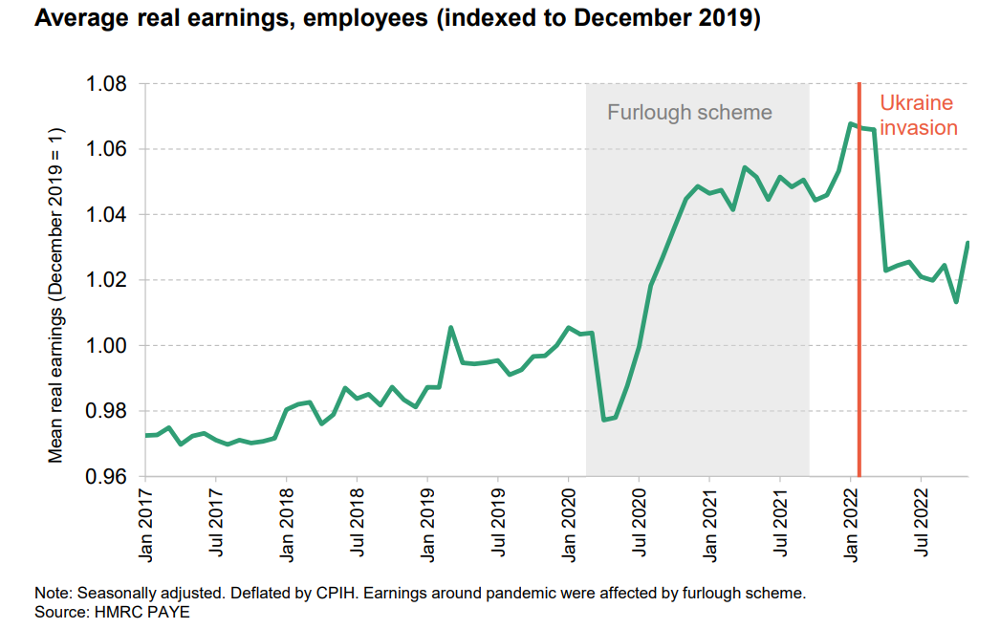 Average real earnings, employees (indexed to December 2019)
Mean real earnings (December 2019 = 1)
1.08
1.06
1.04
1.02
1.00
0.98
0.96
Furlough scheme
Ukraine
invasion
Jan 2017
Jul 2017
Jan 2018
Jul 2018
Jan 2019
Jul 2019
Jan 2020
Jul 2020
Jan 2021
Jul 2021
Jan 2022
Jul 2022
Note: Seasonally adjusted. Deflated by CPIH. Earnings around pandemic were affected by furlough scheme.
Source: HMRC PAYE